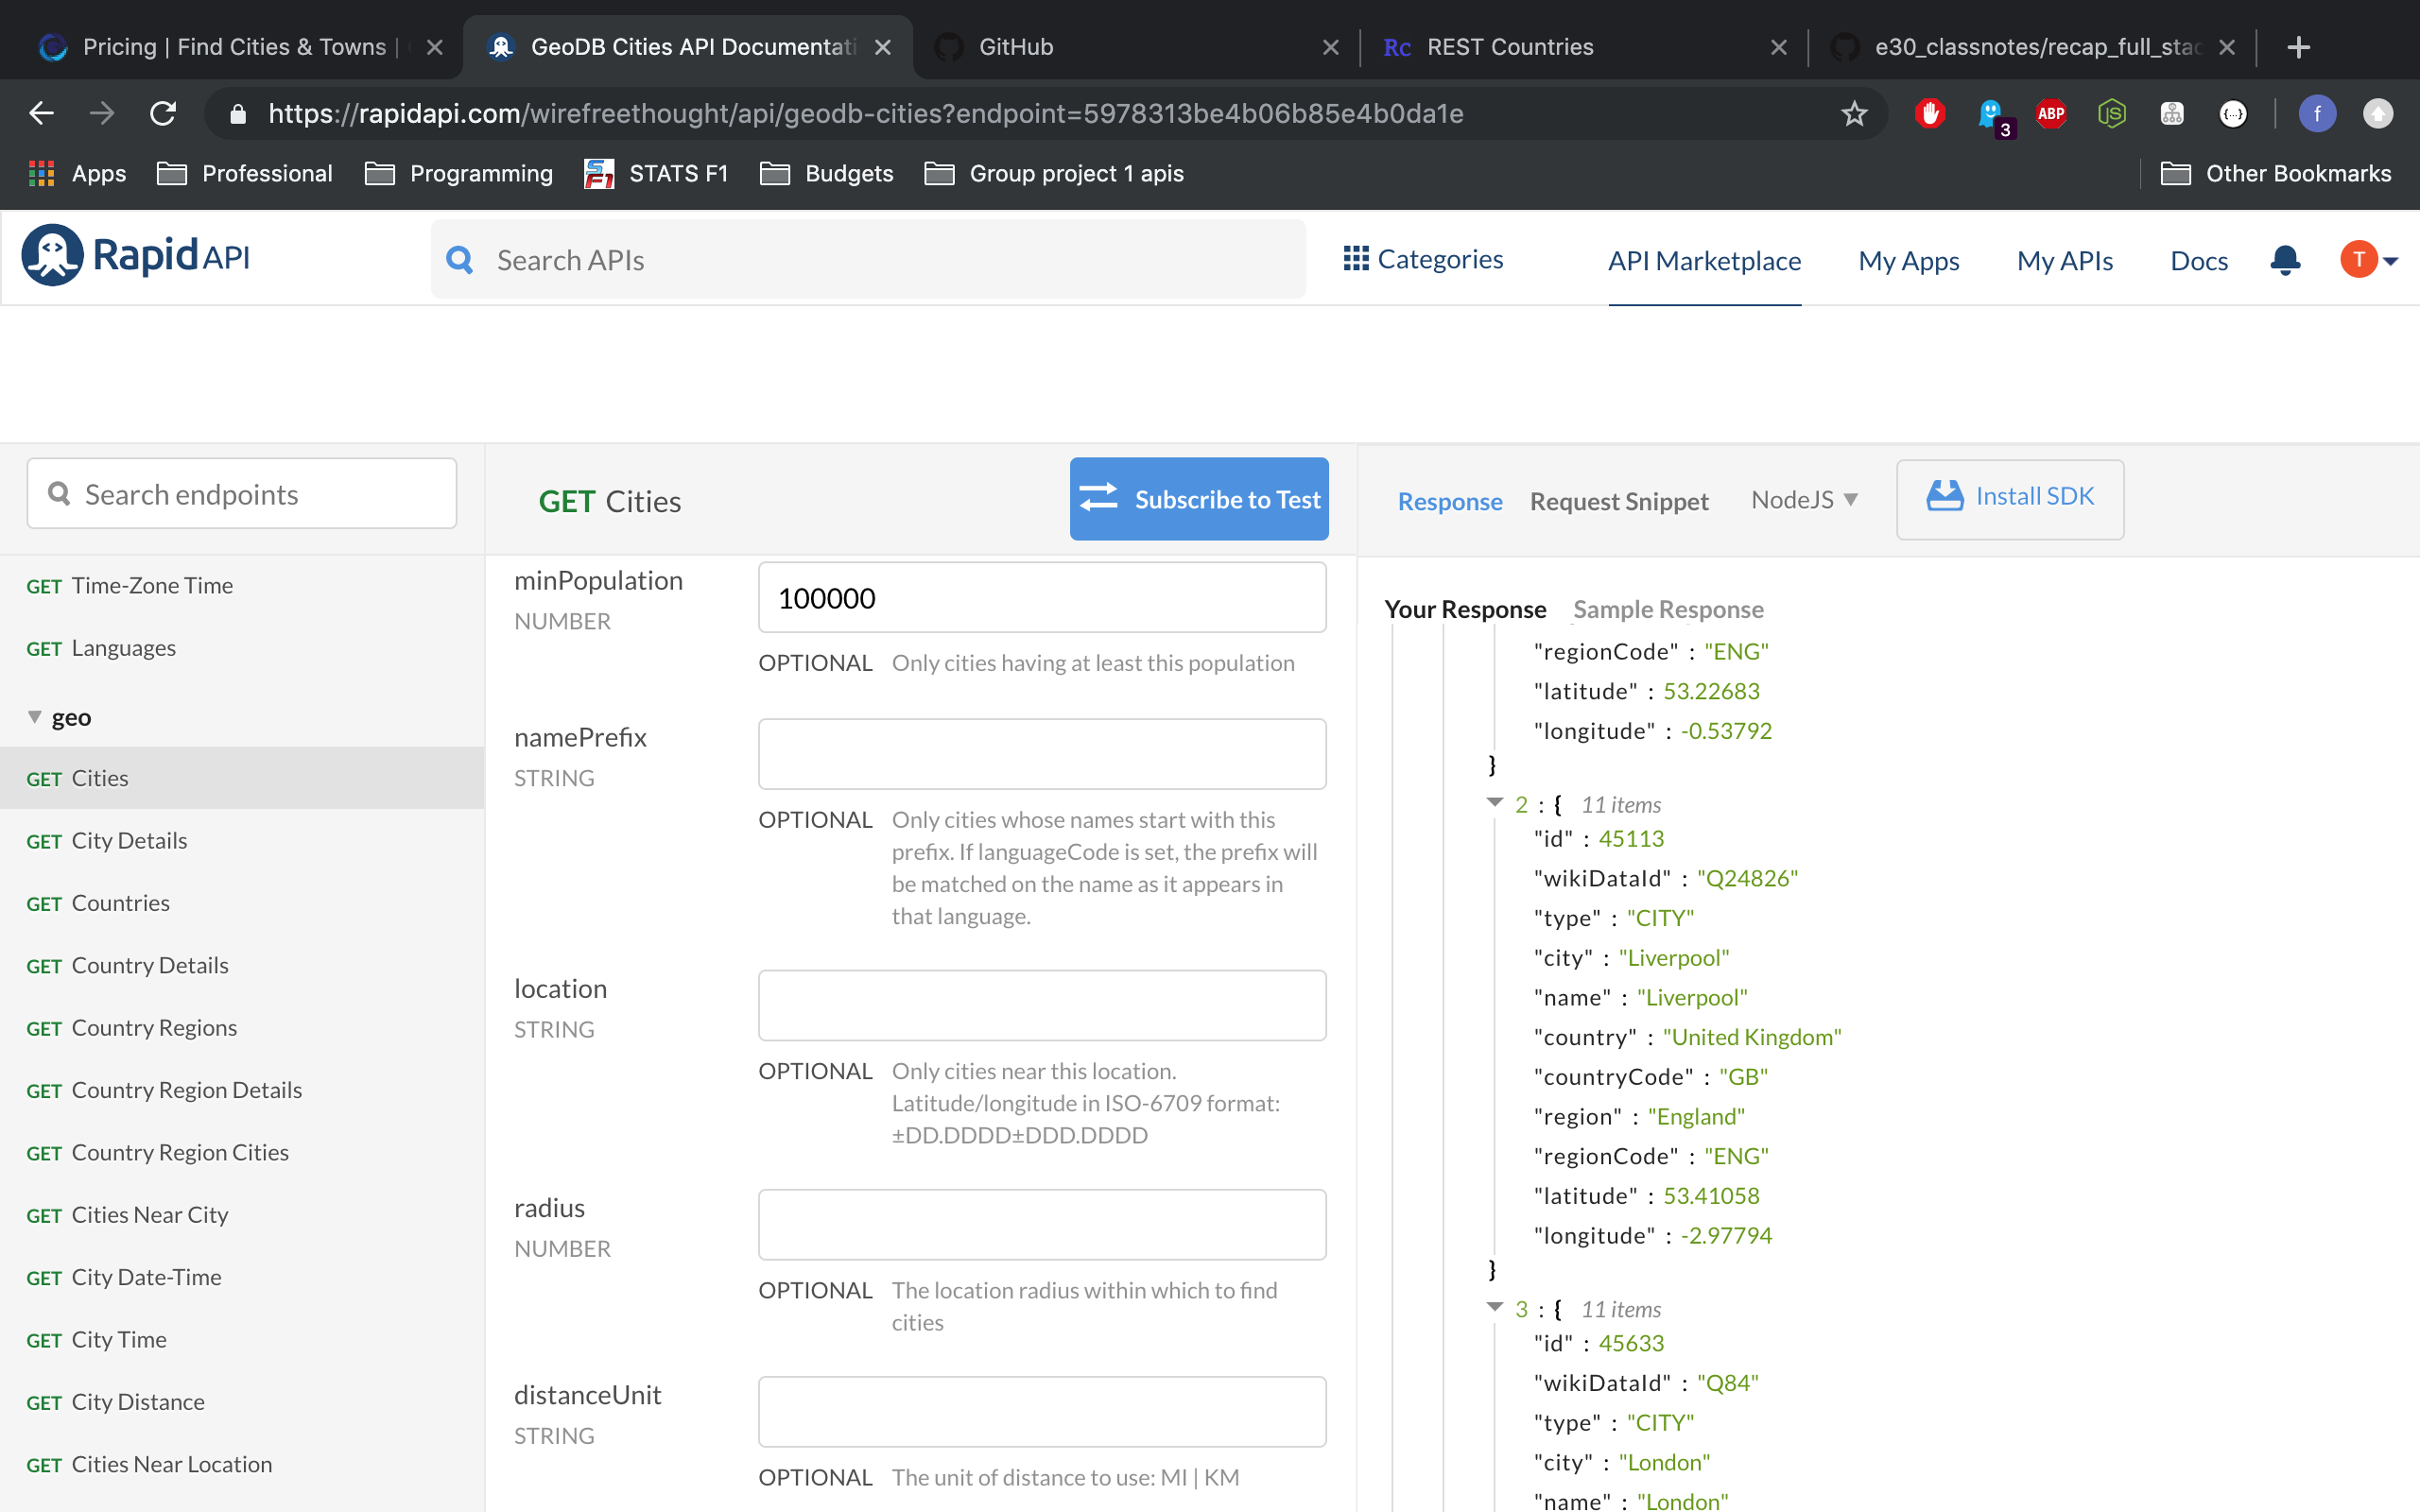 Pricing | Find Cities & Towns |
GeoDB Cities API Documentati
GitHub
Rc REST Countries
e30_classnotes/recap_full_stac
https://rapidapi.com/wirefreethought/api/geodb-cities?endpoint=5978313be4b06b85e4b0da1e
3
ABP
f
Apps
Professional
Programming
STATS F1
Budgets
Group project 1 apis
Other Bookmarks
Rapid API
Search APIs
Categories
API Marketplace
My Apps
My APIs
Docs
T
Search endpoints
GET Time-Zone Time
GET Languages
geo
GET Cities
GET City Details
GET Countries
GET Country Details
GET Country Regions
GET Country Region Details
GET Country Region Cities
GET Cities Near City
GET City Date-Time
GET City Time
GET City Distance
GET Cities Near Location
GET Cities
Subscribe to Test
minPopulation
NUMBER
100000
OPTIONAL Only cities having at least this population
namePrefix
STRING
OPTIONAL Only cities whose names start with this
prefix. If languageCode is set, the prefix will
be matched on the name as it appears in
that language.
location
STRING
OPTIONAL Only cities near this location.
Latitude/longitude in ISO-6709 format:
±DD.DDDD±DDD.DDDD
radius
NUMBER
OPTIONAL The location radius within which to find
cities
distanceUnit
STRING
OPTIONAL The unit of distance to use: MI | KM
Response
Request Snippet
NodeJS
Install SDK
Your Response
Sample Response
"regionCode" : "ENG"
"latitude" : 53.22683
"longitude" : -0.53792
}
2 : { 11 items
"id" : 45113
"wikiDataId" : "Q24826"
"type" : "CITY"
"city" : "Liverpool"
"name" : "Liverpool"
"country" : "United Kingdom"
"countryCode" : "GB"
"region" : "England"
"regionCode" : "ENG"
"latitude" : 53.41058
"longitude" : -2.97794
}
3 : { 11 items
"id" : 45633
"wikiDataId" : "Q84"
"type" : "CITY"
"city" : "London"
"name" : "London"